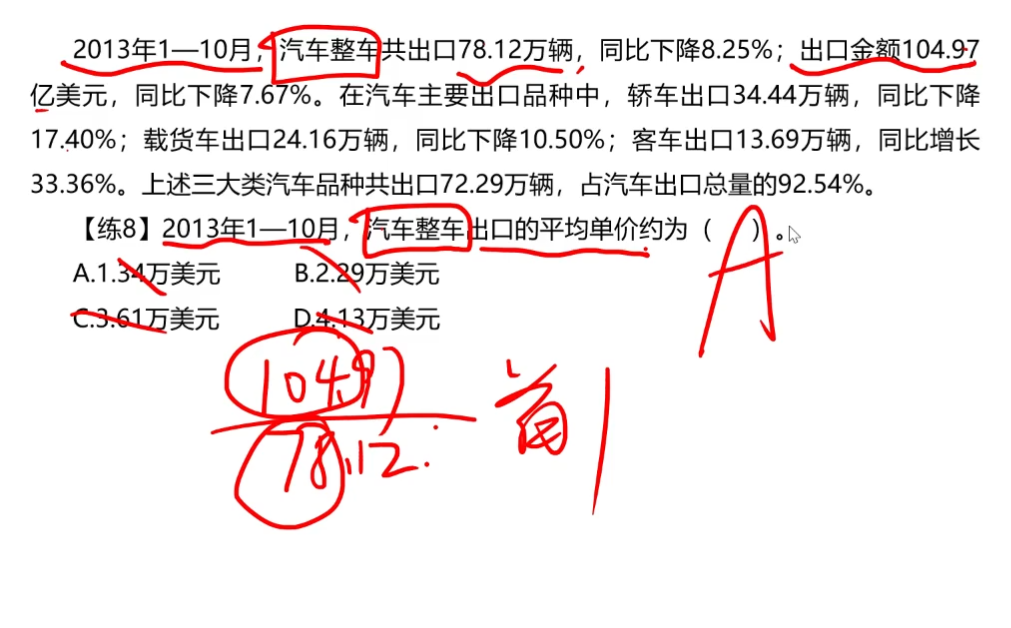 2013年1—10月，汽车整车共出口78.12万辆，同比下降8.25%；出口金额104.97
亿美元，同比下降7.67%。在汽车主要出口品种中，轿车出口34.44万辆，同比下降
17.40%；载货车出口24.16万辆，同比下降10.50%；客车出口13.69万辆，同比增长
33.36%。上述三大类汽车品种共出口72.29万辆，占汽车出口总量的92.54%。
【练8】2013年1—10月，汽车整车出口的平均单价约为（ ）。
A.1.34万美元 B.2.29万美元
C.3.61万美元 D.4.13万美元
A
104.97
78.12
首1